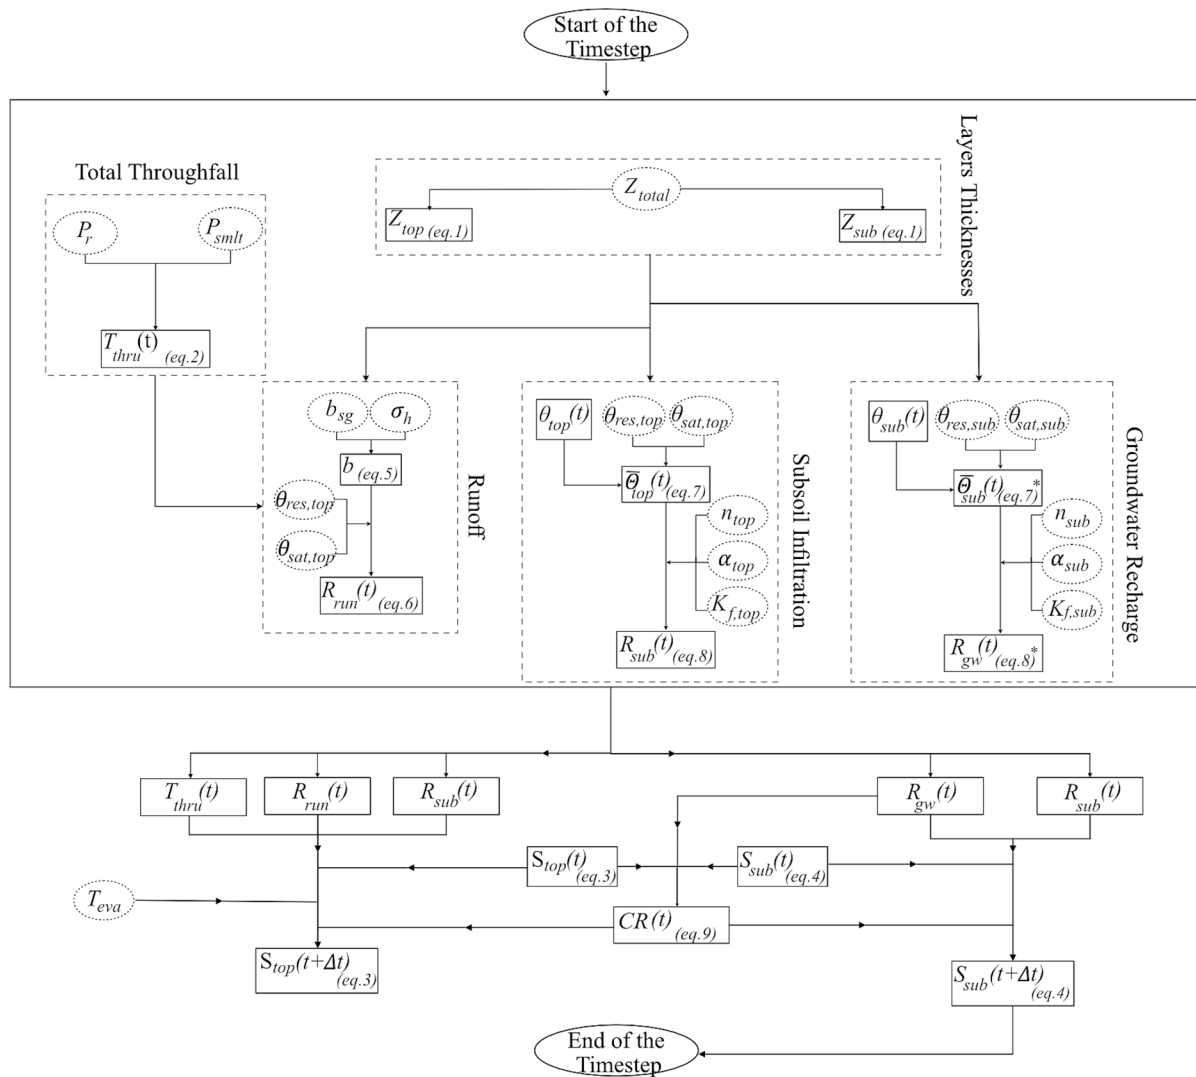 Start of the
Timestep
Layers Thicknesses
Total Throughfall
Z_total
P_r
P_smlt
Z_top (eq.1)
Z_sub (eq.1)
T_thru(t) (eq.2)
b_sg
σ_h
b (eq.5)
θ_res,top
θ_sat,top
R_run(t) (eq.6)
Runoff
θ_top(t)
θ_res,top
θ_sat,top
Θ̅_top(t) (eq.7)
n_top
α_top
K_f,top
R_sub(t) (eq.8)
Subsoil Infiltration
θ_sub(t)
θ_res,sub
θ_sat,sub
Θ̅_sub(t) (eq.7)*
n_sub
α_sub
K_f,sub
R_gw(t) (eq.8)*
Groundwater Recharge
T_thru(t)
R_run(t)
R_sub(t)
R_gw(t)
R_sub(t)
S_top(t) (eq.3)
S_sub(t) (eq.4)
T_eva
CR(t) (eq.9)
S_top(t+Δt) (eq.3)
S_sub(t+Δt) (eq.4)
End of the
Timestep